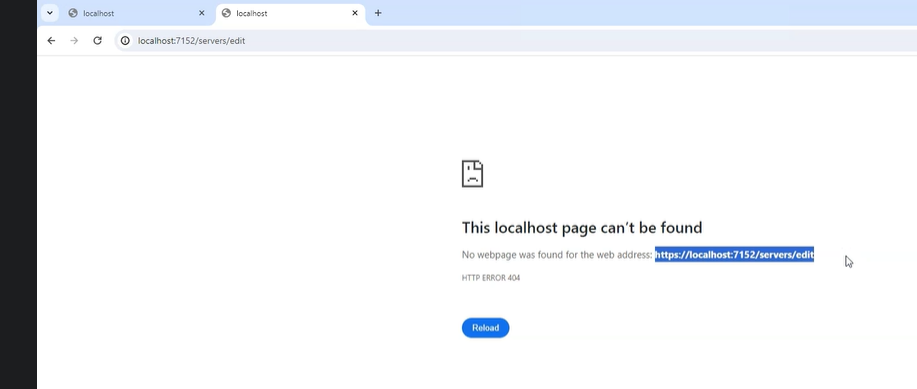 localhost
localhost
localhost:7152/servers/edit
This localhost page can't be found
No webpage was found for the web address: https://localhost:7152/servers/edit
HTTP ERROR 404
Reload